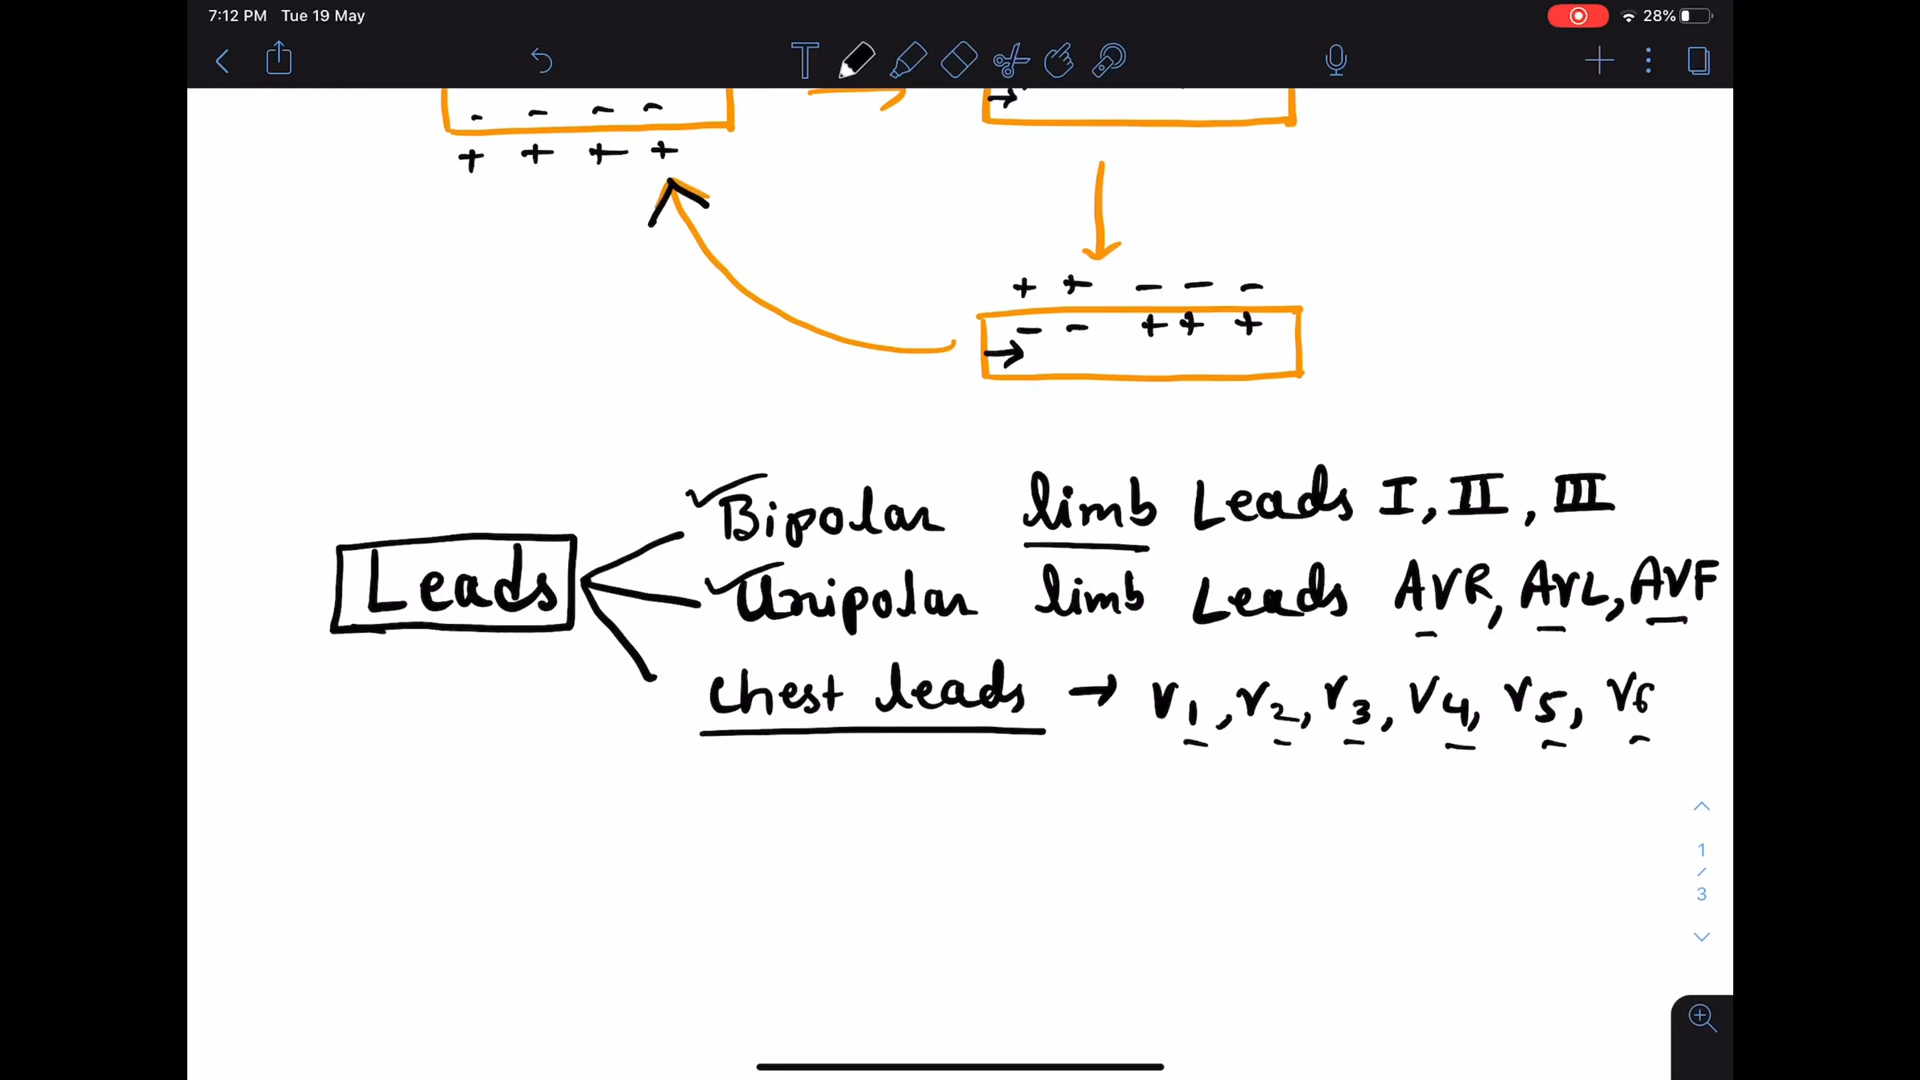 7:12 PM Tue 19 May 28%
T
- - - -
+ + + +
+ + - - -
- - + + +
Bipolar limb Leads I, II, III
Leads
Unipolar limb Leads AVR, AVL, AVF
chest leads → V1, V2, V3, V4, V5, V6
1
/
3